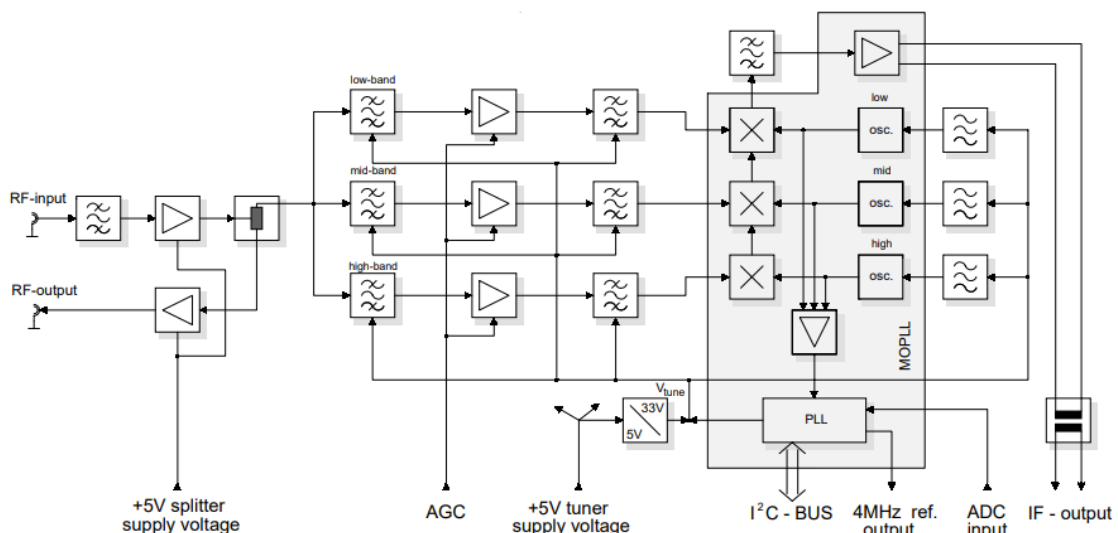 low-band
low
osc.
mid-band
mid
RF-input
osc.
high-band
high
RF-output
osc.
MOPLL
Vtune
33V
5V
PLL
+5V splitter
supply voltage
AGC
+5V tuner
supply voltage
I²C - BUS
4MHz ref.
output
ADC
input
IF - output